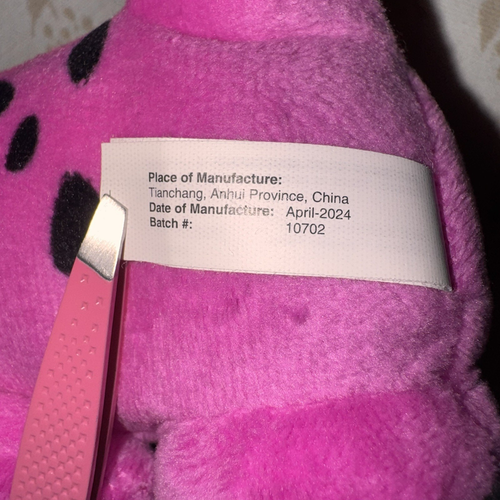 Place of Manufacture:
Tianchang, Anhui Province, China
Date of Manufacture: April-2024
Batch #: 10702